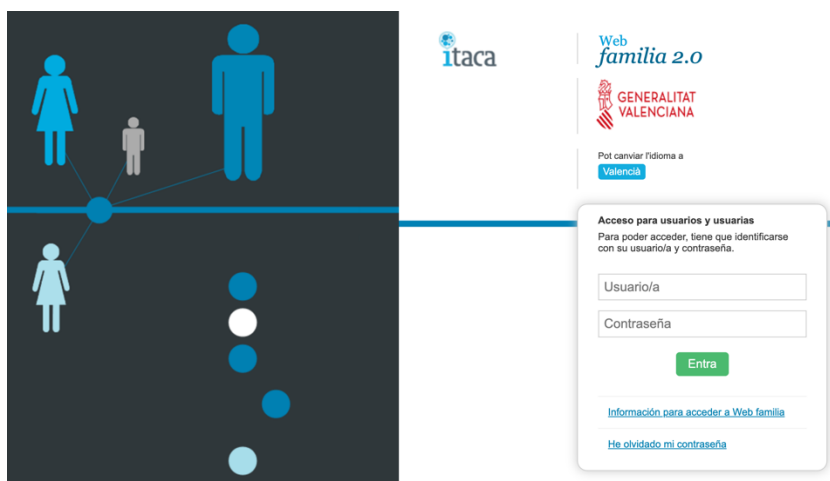 itaca
Web
familia 2.0
GENERALITAT
VALENCIANA
Pot canviar l'idioma a
Valencià
Acceso para usuarios y usuarias
Para poder acceder, tiene que identificarse
con su usuario/a y contraseña.
Usuario/a
Contraseña
Entra
Información para acceder a Web familia
He olvidado mi contraseña